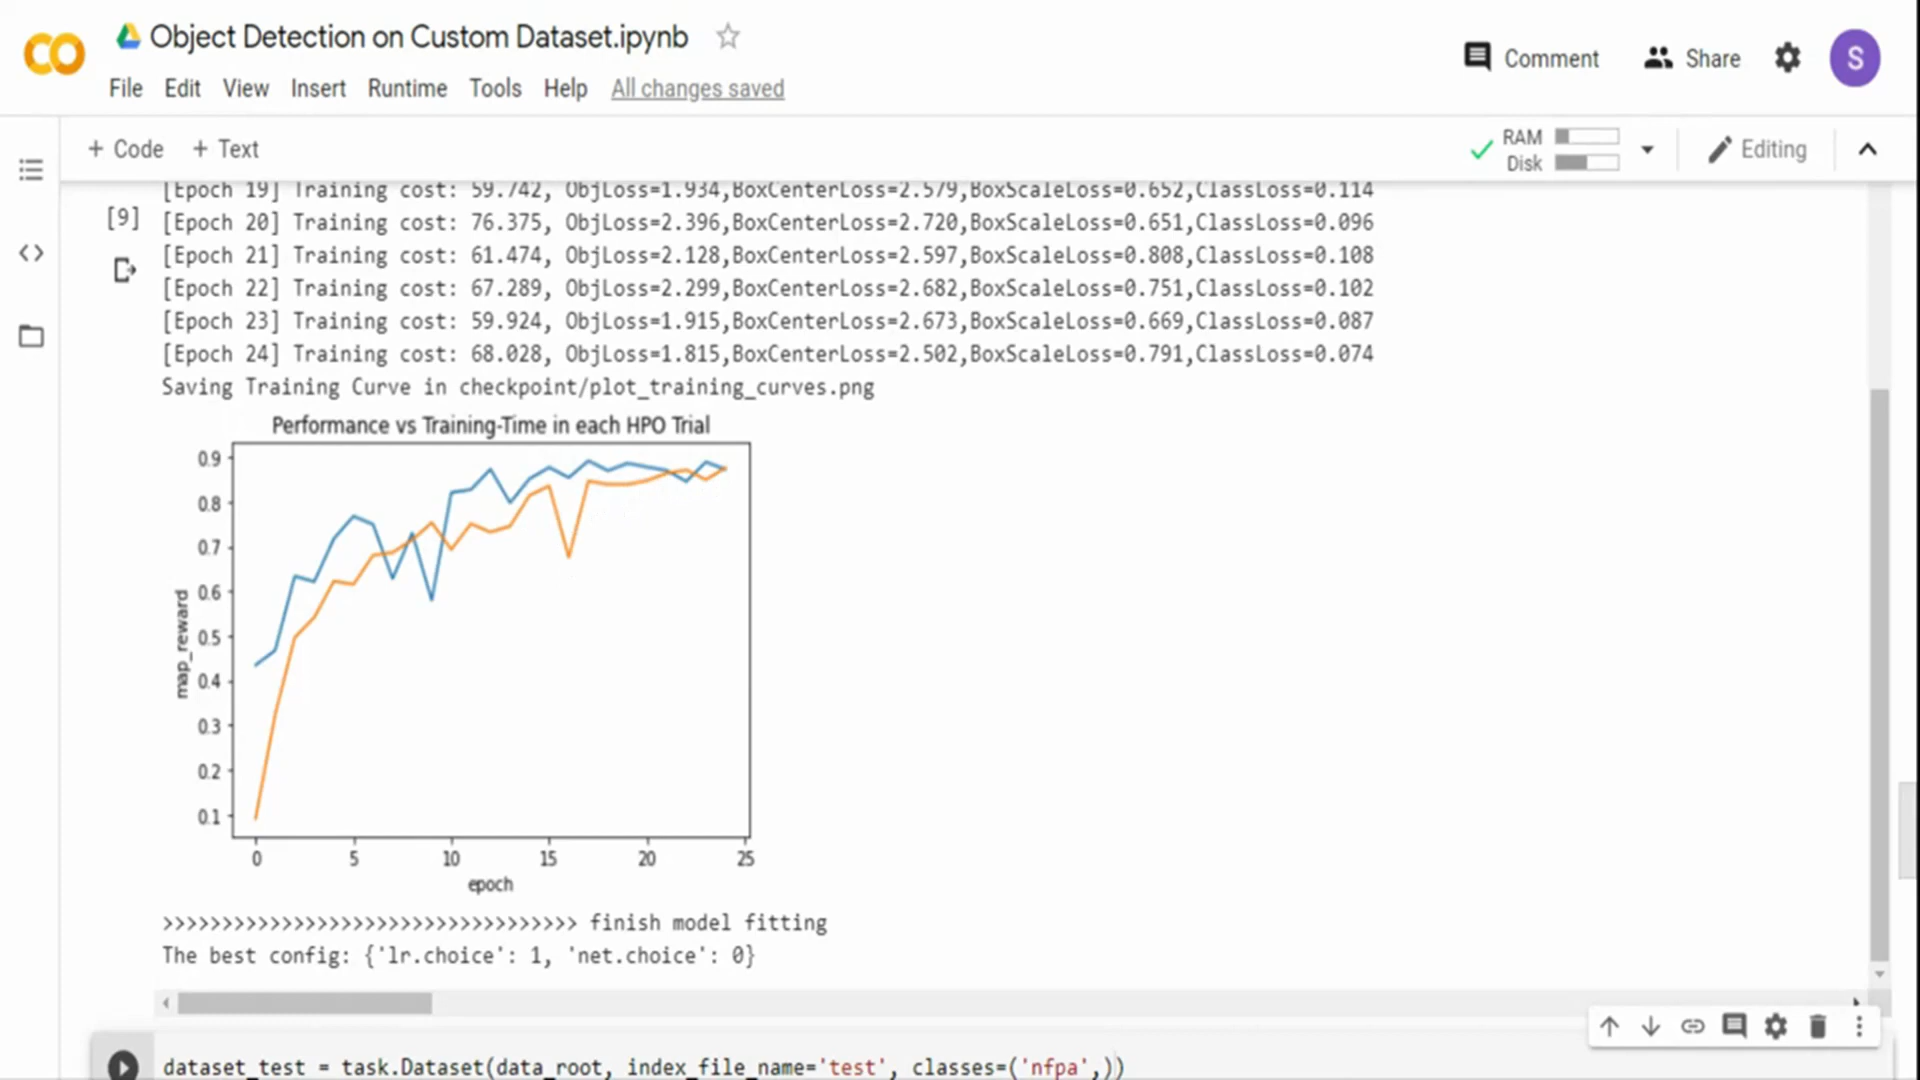 Object Detection on Custom Dataset.ipynb
Comment
Share
S
File Edit View Insert Runtime Tools Help All changes saved
+ Code + Text
RAM
Disk
Editing
[Epoch 19] Training cost: 59.742, ObjLoss=1.934,BoxCenterLoss=2.579,BoxScaleLoss=0.652,ClassLoss=0.114
[9] [Epoch 20] Training cost: 76.375, ObjLoss=2.396,BoxCenterLoss=2.720,BoxScaleLoss=0.651,ClassLoss=0.096
[Epoch 21] Training cost: 61.474, ObjLoss=2.128,BoxCenterLoss=2.597,BoxScaleLoss=0.808,ClassLoss=0.108
[Epoch 22] Training cost: 67.289, ObjLoss=2.299,BoxCenterLoss=2.682,BoxScaleLoss=0.751,ClassLoss=0.102
[Epoch 23] Training cost: 59.924, ObjLoss=1.915,BoxCenterLoss=2.673,BoxScaleLoss=0.669,ClassLoss=0.087
[Epoch 24] Training cost: 68.028, ObjLoss=1.815,BoxCenterLoss=2.502,BoxScaleLoss=0.791,ClassLoss=0.074
Saving Training Curve in checkpoint/plot_training_curves.png
Performance vs Training-Time in each HPO Trial
0.9
0.8
0.7
0.6
0.5
0.4
0.3
0.2
0.1
map_reward
0 5 10 15 20 25
epoch
>>>>>>>>>>>>>>>>>>>>>>>>>>>>>>>>>>> finish model fitting
The best config: {'lr.choice': 1, 'net.choice': 0}
dataset_test = task.Dataset(data_root, index_file_name='test', classes=('nfpa',))